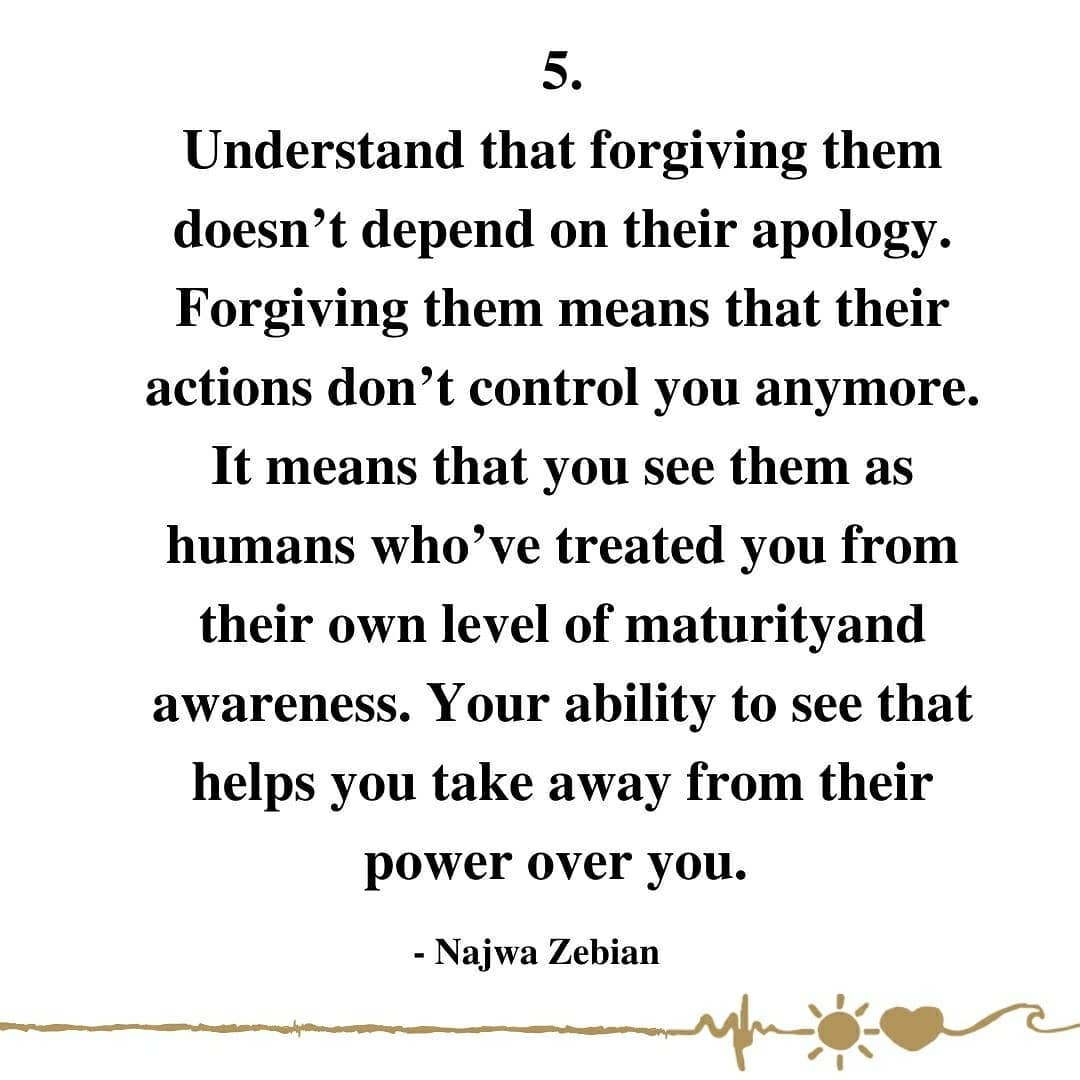 5.
Understand that forgiving them
doesn’t depend on their apology.
Forgiving them means that their
actions don’t control you anymore.
It means that you see them as
humans who’ve treated you from
their own level of maturityand
awareness. Your ability to see that
helps you take away from their
power over you.
- Najwa Zebian